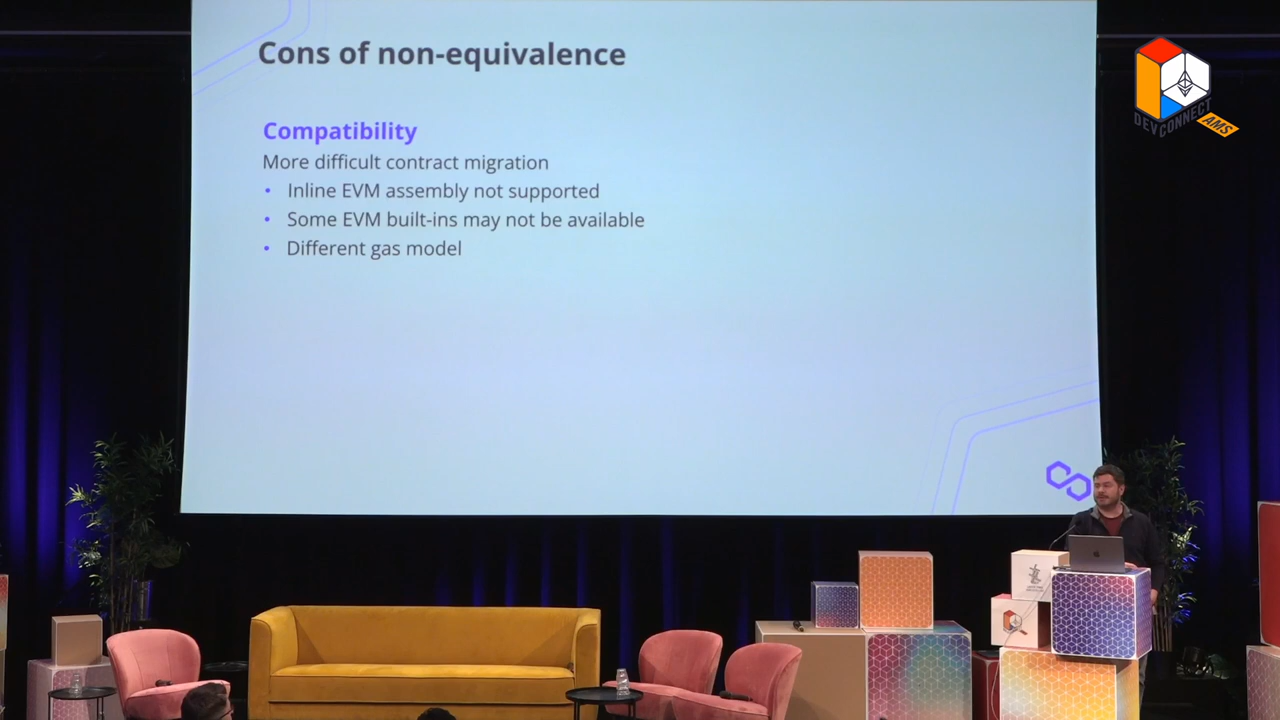 Cons of non-equivalence
Compatibility
More difficult contract migration
• Inline EVM assembly not supported
• Some EVM built-ins may not be available
• Different gas model
DEVCONNECT
AMS